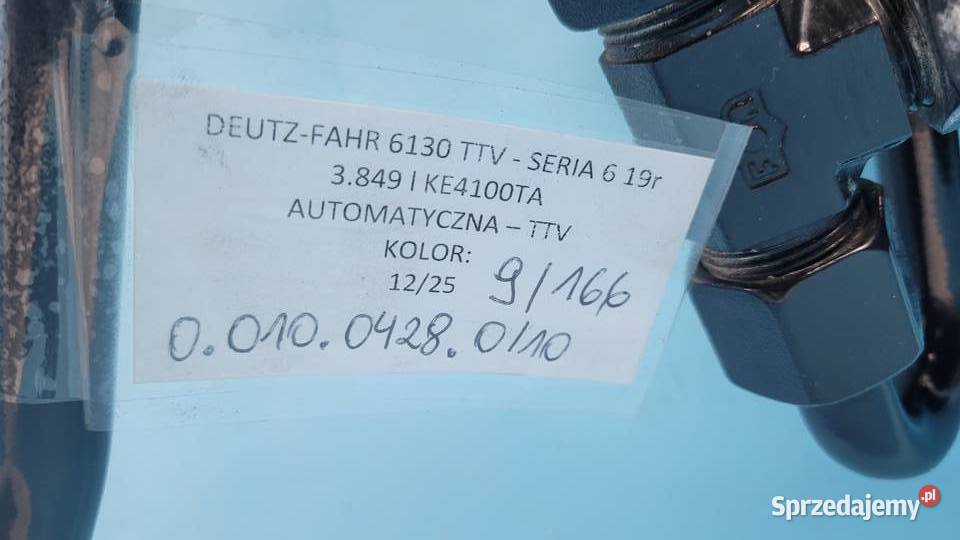 DEUTZ-FAHR 6130 TTV - SERIA 6 19r
3.849 l KE4100TA
AUTOMATYCZNA – TTV
KOLOR:
12/25 9/166
0.010.0428.0/10
Sprzedajemy.pl